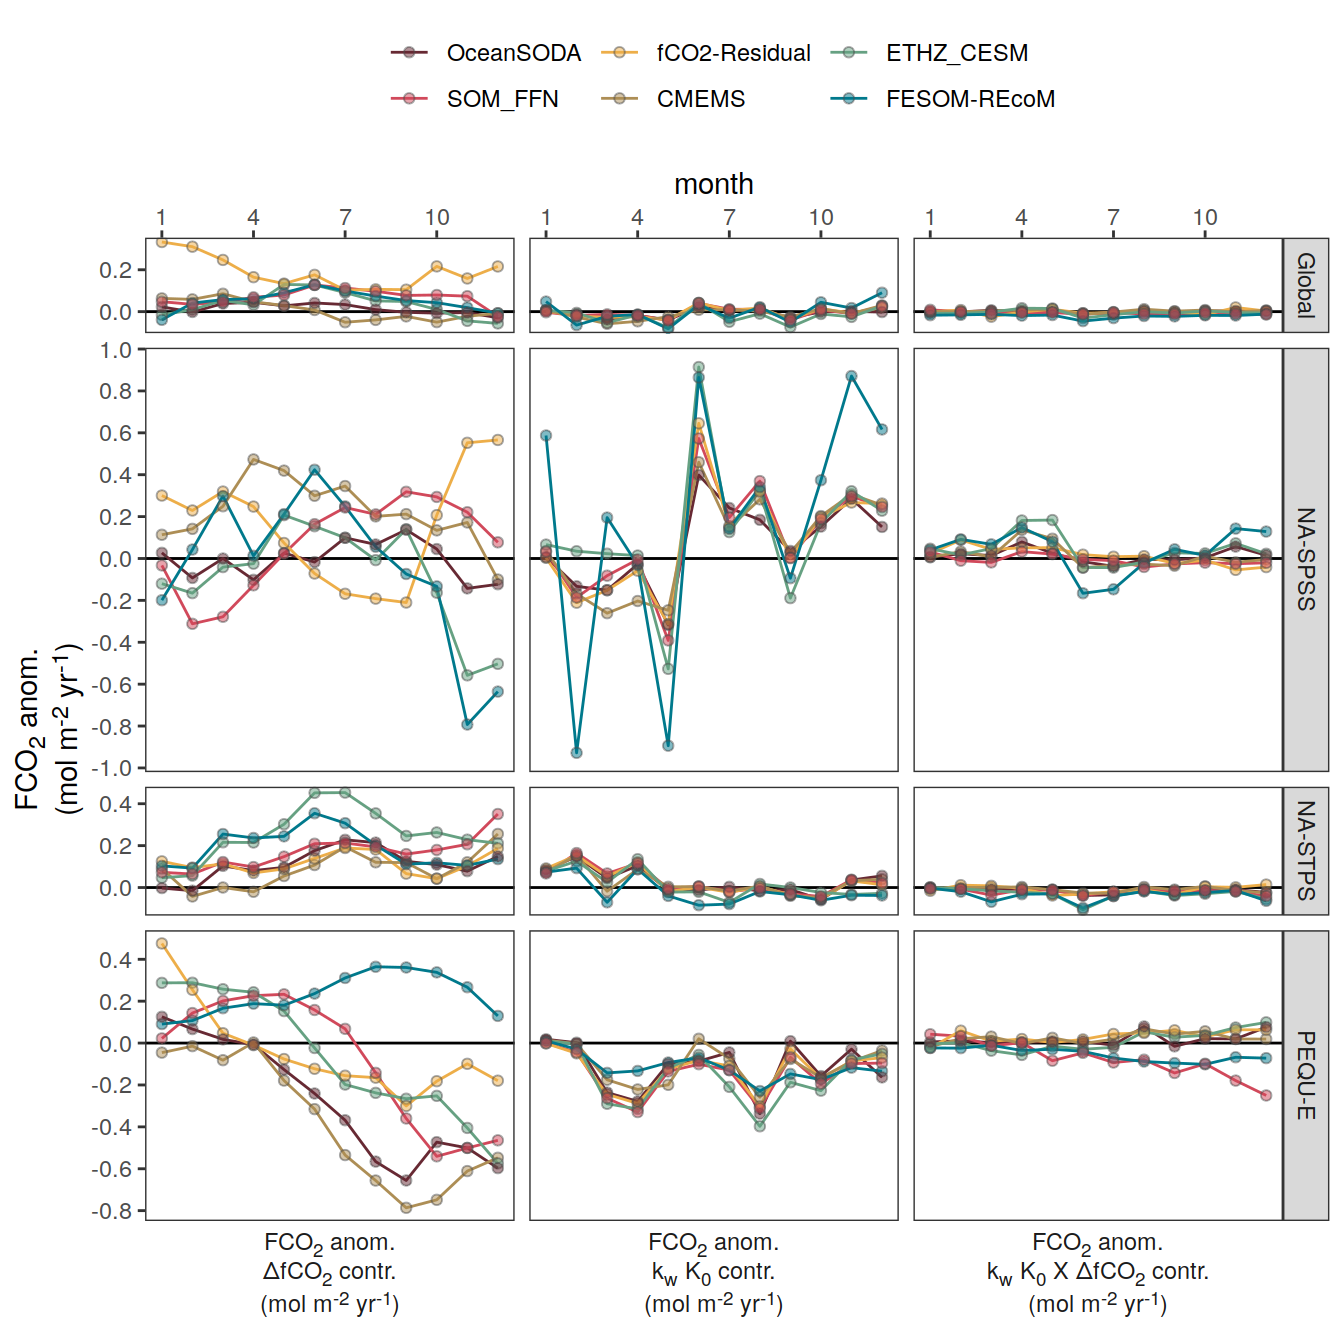 OceanSODA fCO2-Residual ETHZ_CESM
SOM_FFN CMEMS FESOM-REcoM
month
1 4 7 10 1 4 7 10 1 4 7 10
0.2
0.0
Global
1.0
0.8
0.6
0.4
0.2
0.0
-0.2
-0.4
-0.6
-0.8
-1.0
NA-SPSS
0.4
0.2
0.0
NA-STPS
0.4
0.2
0.0
-0.2
-0.4
-0.6
-0.8
PEQU-E
FCO₂ anom.
(mol m⁻² yr⁻¹)
FCO₂ anom. FCO₂ anom. FCO₂ anom.
ΔfCO₂ contr. k_w K₀ contr. k_w K₀ X ΔfCO₂ contr.
(mol m⁻² yr⁻¹) (mol m⁻² yr⁻¹) (mol m⁻² yr⁻¹)